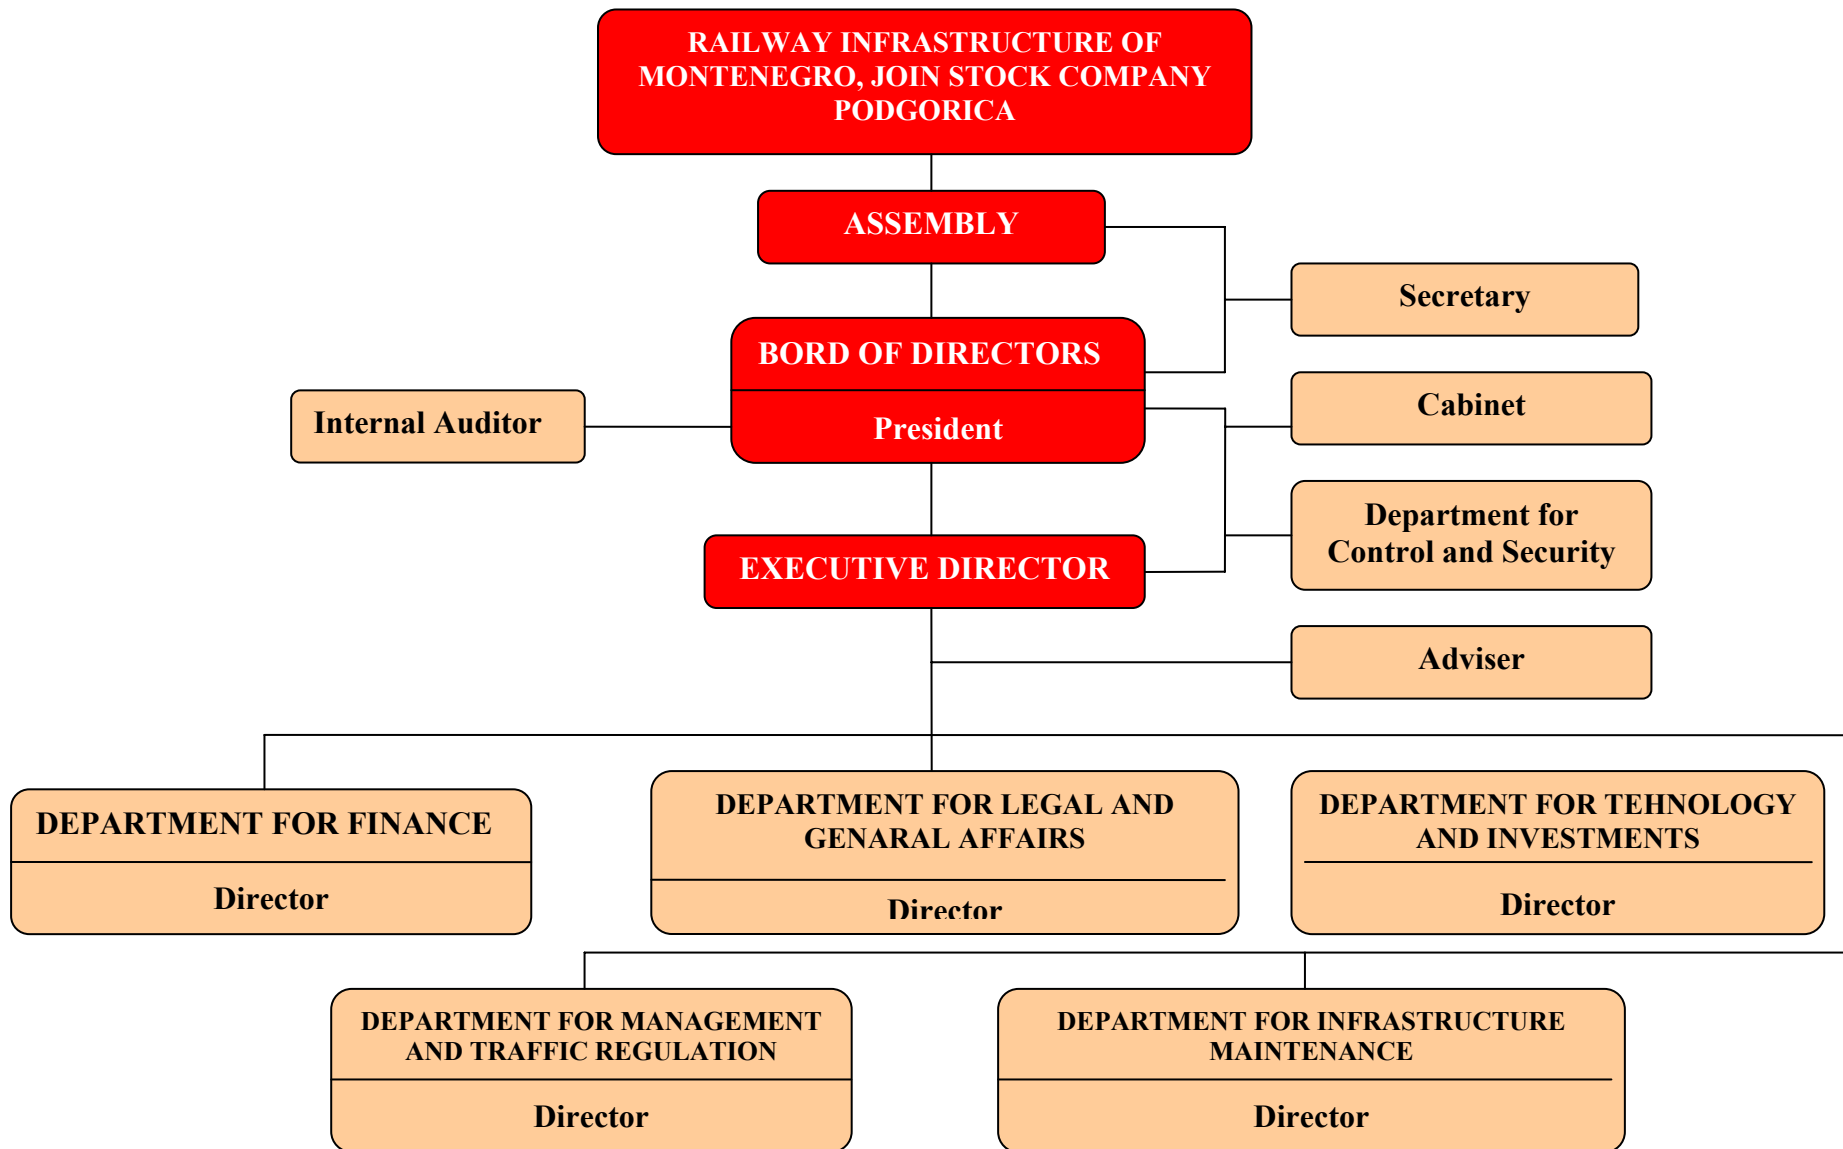 RAILWAY INFRASTRUCTURE OF
MONTENEGRO, JOIN STOCK COMPANY
PODGORICA
ASSEMBLY
Secretary
BORD OF DIRECTORS
President
Internal Auditor
Cabinet
Department for
Control and Security
EXECUTIVE DIRECTOR
Adviser
DEPARTMENT FOR FINANCE
Director
DEPARTMENT FOR LEGAL AND
GENARAL AFFAIRS
Director
DEPARTMENT FOR TEHNOLOGY
AND INVESTMENTS
Director
DEPARTMENT FOR MANAGEMENT
AND TRAFFIC REGULATION
Director
DEPARTMENT FOR INFRASTRUCTURE
MAINTENANCE
Director